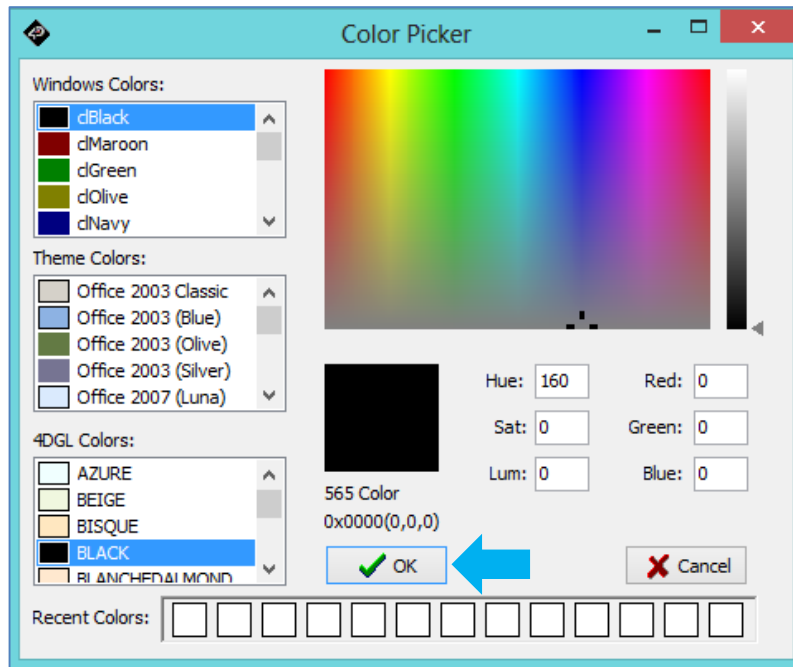 4D
Color Picker
Windows Colors:
clBlack
clMaroon
clGreen
clOlive
clNavy
Theme Colors:
Office 2003 Classic
Office 2003 (Blue)
Office 2003 (Olive)
Office 2003 (Silver)
Office 2007 (Luna)
4DGL Colors:
AZURE
BEIGE
BISQUE
BLACK
BLANCHEDALMOND
Hue: 160 Red: 0
Sat: 0 Green: 0
Lum: 0 Blue: 0
565 Color
0x0000(0,0,0)
OK Cancel
Recent Colors: